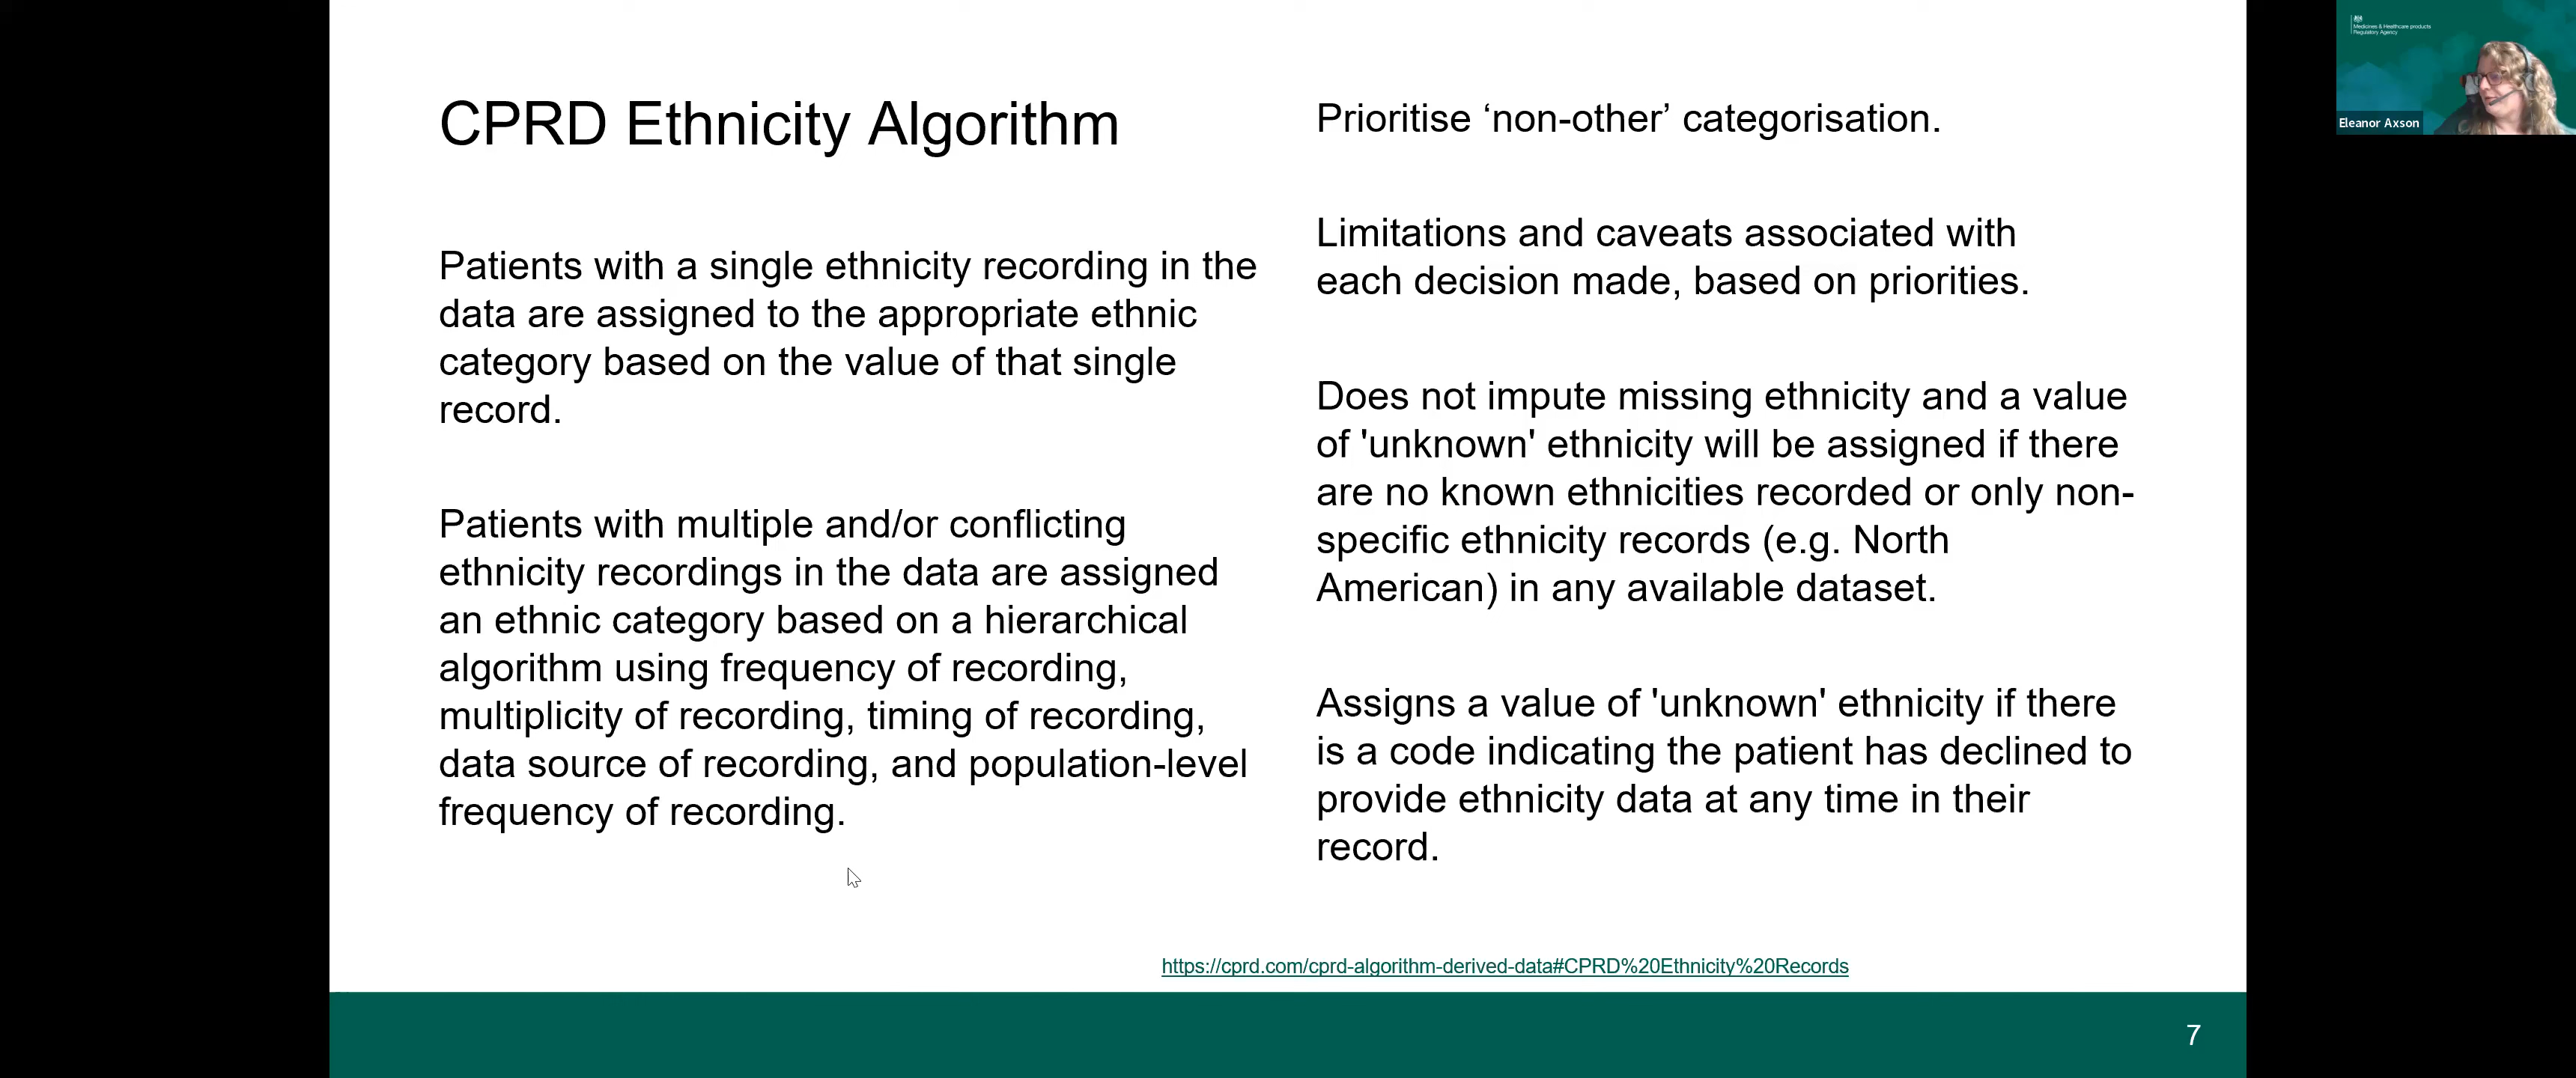 CPRD Ethnicity Algorithm
Patients with a single ethnicity recording in the
data are assigned to the appropriate ethnic
category based on the value of that single
record.
Patients with multiple and/or conflicting
ethnicity recordings in the data are assigned
an ethnic category based on a hierarchical
algorithm using frequency of recording,
multiplicity of recording, timing of recording,
data source of recording, and population-level
frequency of recording.
Prioritise ‘non-other’ categorisation.
Limitations and caveats associated with
each decision made, based on priorities.
Does not impute missing ethnicity and a value
of 'unknown' ethnicity will be assigned if there
are no known ethnicities recorded or only non-
specific ethnicity records (e.g. North
American) in any available dataset.
Assigns a value of 'unknown' ethnicity if there
is a code indicating the patient has declined to
provide ethnicity data at any time in their
record.
https://cprd.com/cprd-algorithm-derived-data#CPRD%20Ethnicity%20Records
7
Medicines & Healthcare products
Regulatory Agency
Eleanor Axson